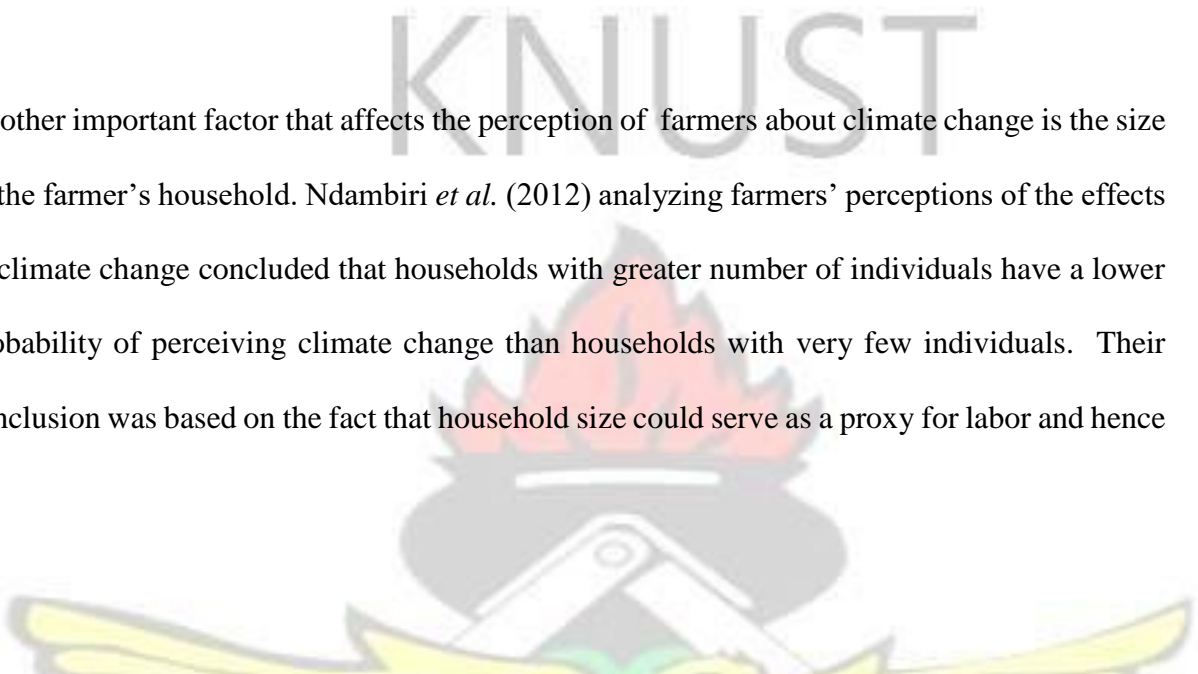 KNUST
other important factor that affects the perception of farmers about climate change is the size
the farmer’s household. Ndambiri et al. (2012) analyzing farmers’ perceptions of the effects
climate change concluded that households with greater number of individuals have a lower
obability of perceiving climate change than households with very few individuals. Their
nclusion was based on the fact that household size could serve as a proxy for labor and hence